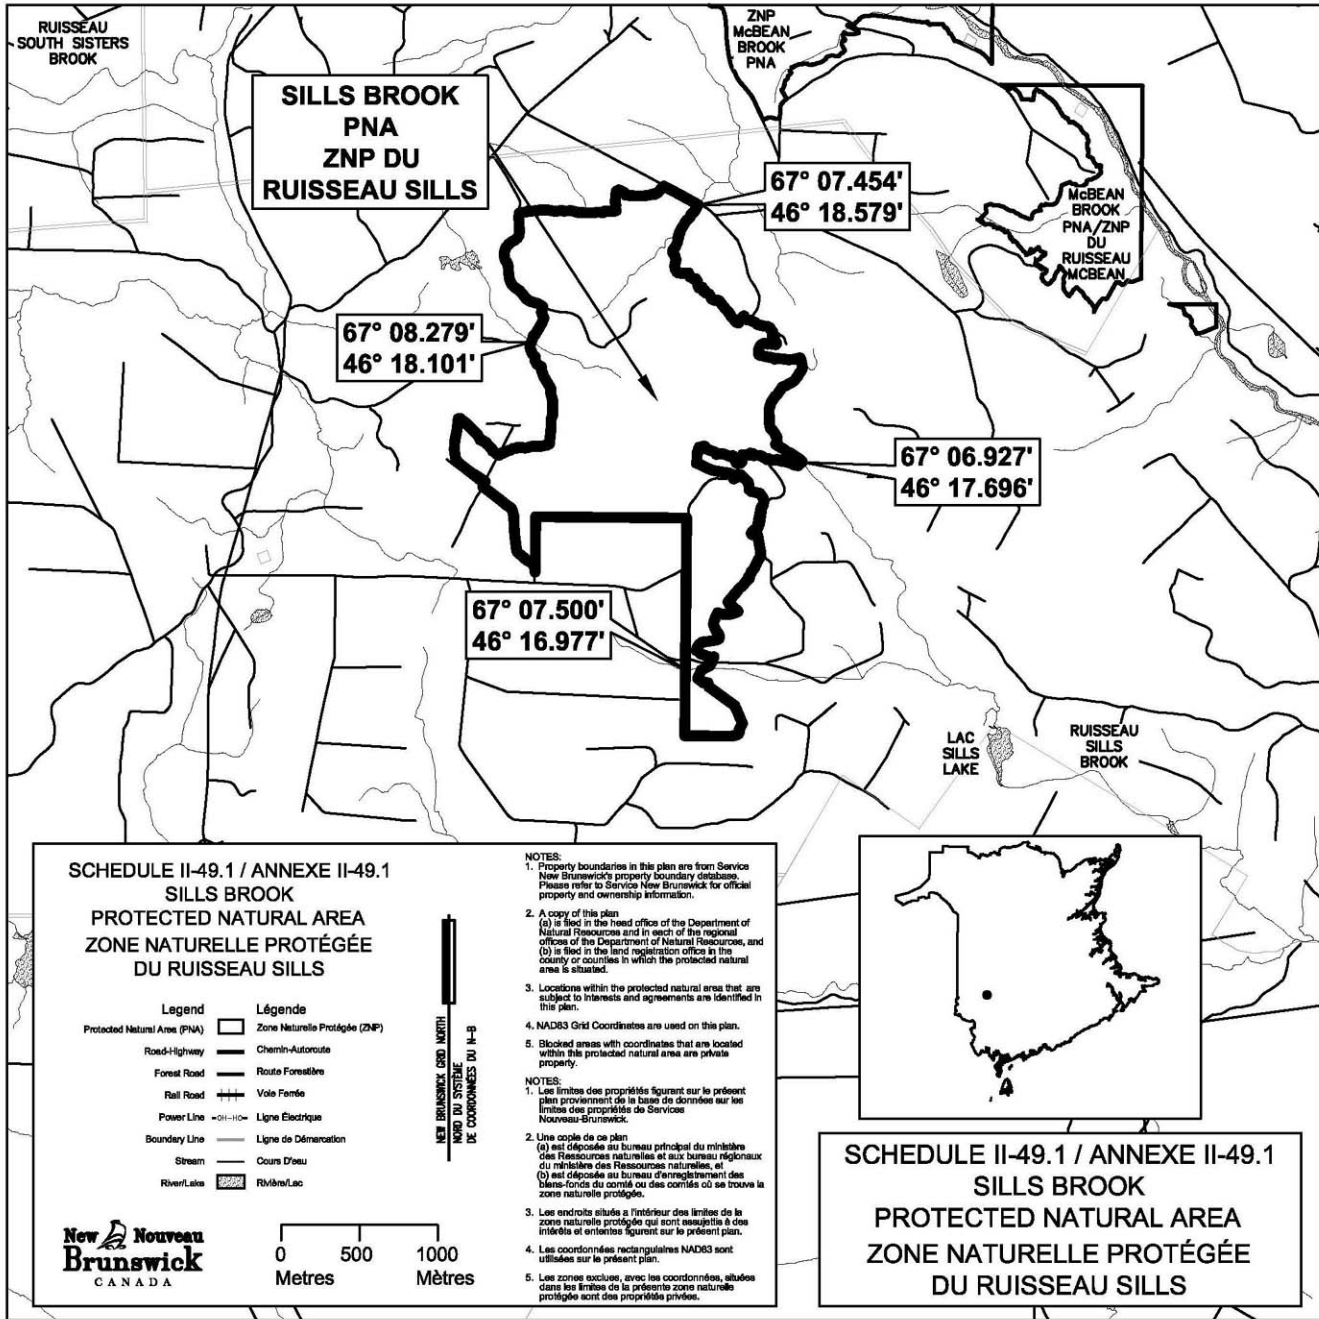 RUISSEAU
SOUTH SISTERS
BROOK
ZNP
McBEAN
BROOK
PNA
SILLS BROOK
PNA
ZNP DU
RUISSEAU SILLS
67° 07.454'
46° 18.579'
McBEAN
BROOK
PNA/ZNP
DU
RUISSEAU
MCBEAN
67° 08.279'
46° 18.101'
67° 06.927'
46° 17.696'
67° 07.500'
46° 16.977'
LAC
SILLS
LAKE
RUISSEAU
SILLS
BROOK
SCHEDULE II-49.1 / ANNEXE II-49.1
SILLS BROOK
PROTECTED NATURAL AREA
ZONE NATURELLE PROTÉGÉE
DU RUISSEAU SILLS
Legend Légende
Protected Natural Area (PNA) Zone Naturelle Protégée (ZNP)
Road-Highway Chemin-Autoroute
Forest Road Route Forestière
Rail Road Voie Ferrée
Power Line -OH-HO- Ligne Électrique
Boundary Line Ligne de Démarcation
Stream Cours D'eau
River/Lake Rivière/Lac
NEW BRUNSWICK GRID NORTH
NORD DU SYSTÈME
DE COORDONNÉES DU N-B
New Nouveau
Brunswick
CANADA
0 500 1000
Metres Mètres
NOTES:
1. Property boundaries in this plan are from Service
New Brunswick's property boundary database.
Please refer to Service New Brunswick for official
property and ownership information.
2. A copy of this plan
(a) is filed in the head office of the Department of
Natural Resources and in each of the regional
offices of the Department of Natural Resources, and
(b) is filed in the land registration office in the
county or counties in which the protected natural
area is situated.
3. Locations within the protected natural area that are
subject to interests and agreements are identified in
this plan.
4. NAD83 Grid Coordinates are used on this plan.
5. Blocked areas with coordinates that are located
within this protected natural area are private
property.
NOTES:
1. Les limites des propriétés figurant sur le présent
plan proviennent de la base de données sur les
limites des propriétés de Services
Nouveau-Brunswick.
2. Une copie de ce plan
(a) est déposée au bureau principal du ministère
des Ressources naturelles et aux bureau régionaux
du ministère des Ressources naturelles, et
(b) est déposée au bureau d'enregistrement des
biens-fonds du comté ou des comtés où se trouve la
zone naturelle protégée.
3. Les endroits situés a l'intérieur des limites de la
zone naturelle protégée qui sont assujettis à des
intérêts et ententes figurent sur le présent plan.
4. Les coordonnées rectangulaires NAD83 sont
utilisées sur le présent plan.
5. Les zones exclues, avec les coordonnées, situées
dans les limites de la présente zone naturelle
protégée sont des propriétés privées.
SCHEDULE II-49.1 / ANNEXE II-49.1
SILLS BROOK
PROTECTED NATURAL AREA
ZONE NATURELLE PROTÉGÉE
DU RUISSEAU SILLS